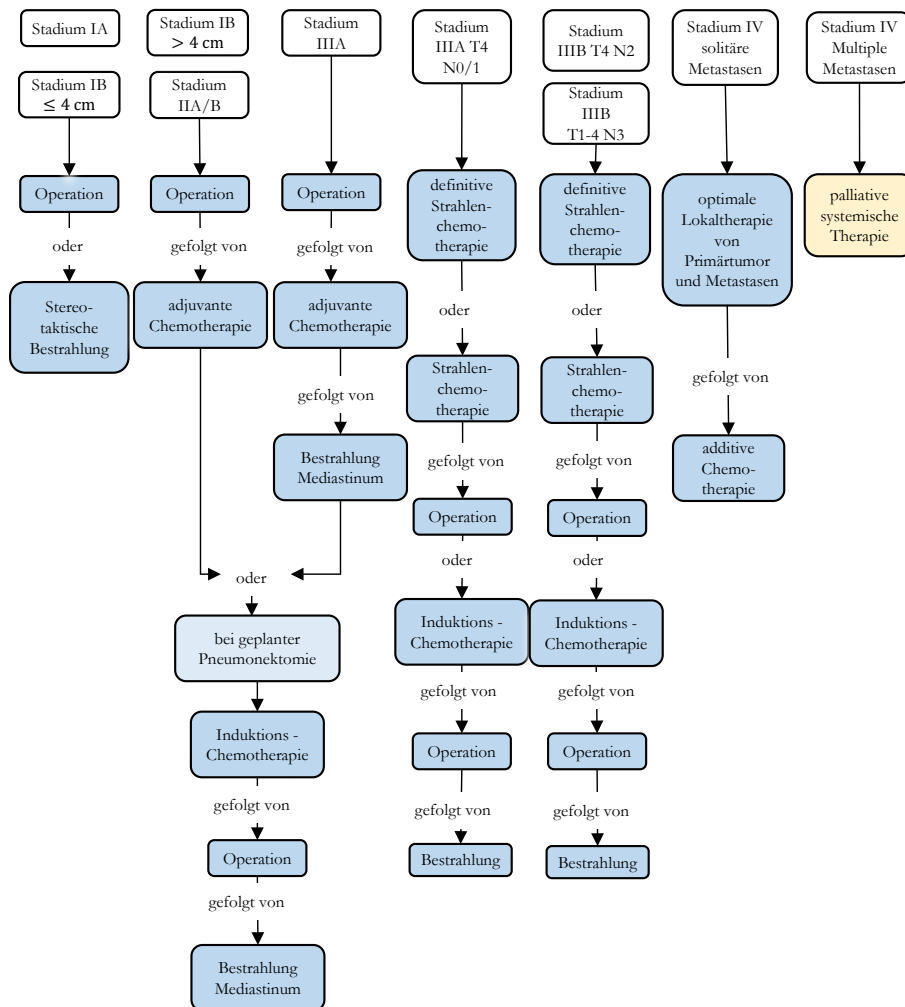 Stadium IA
Stadium IB
≤ 4 cm
Operation
oder
Stereo-
taktische
Bestrahlung
Stadium IB
> 4 cm
Stadium
IIA/B
Operation
gefolgt von
adjuvante
Chemotherapie
Stadium
IIIA
Operation
gefolgt von
adjuvante
Chemotherapie
gefolgt von
Bestrahlung
Mediastinum
oder
bei geplanter
Pneumonektomie
Induktions -
Chemotherapie
gefolgt von
Operation
gefolgt von
Bestrahlung
Mediastinum
Stadium
IIIA T4
N0/1
definitive
Strahlen-
chemo-
therapie
oder
Strahlen-
chemo-
therapie
gefolgt von
Operation
oder
Induktions -
Chemotherapie
gefolgt von
Operation
gefolgt von
Bestrahlung
Stadium
IIIB T4 N2
Stadium
IIIB
T1-4 N3
definitive
Strahlen-
chemo-
therapie
oder
Strahlen-
chemo-
therapie
gefolgt von
Operation
oder
Induktions -
Chemotherapie
gefolgt von
Operation
gefolgt von
Bestrahlung
Stadium IV
solitäre
Metastasen
optimale
Lokaltherapie
von
Primärtumor
und Metastasen
gefolgt von
additive
Chemo-
therapie
Stadium IV
Multiple
Metastasen
palliative
systemische
Therapie